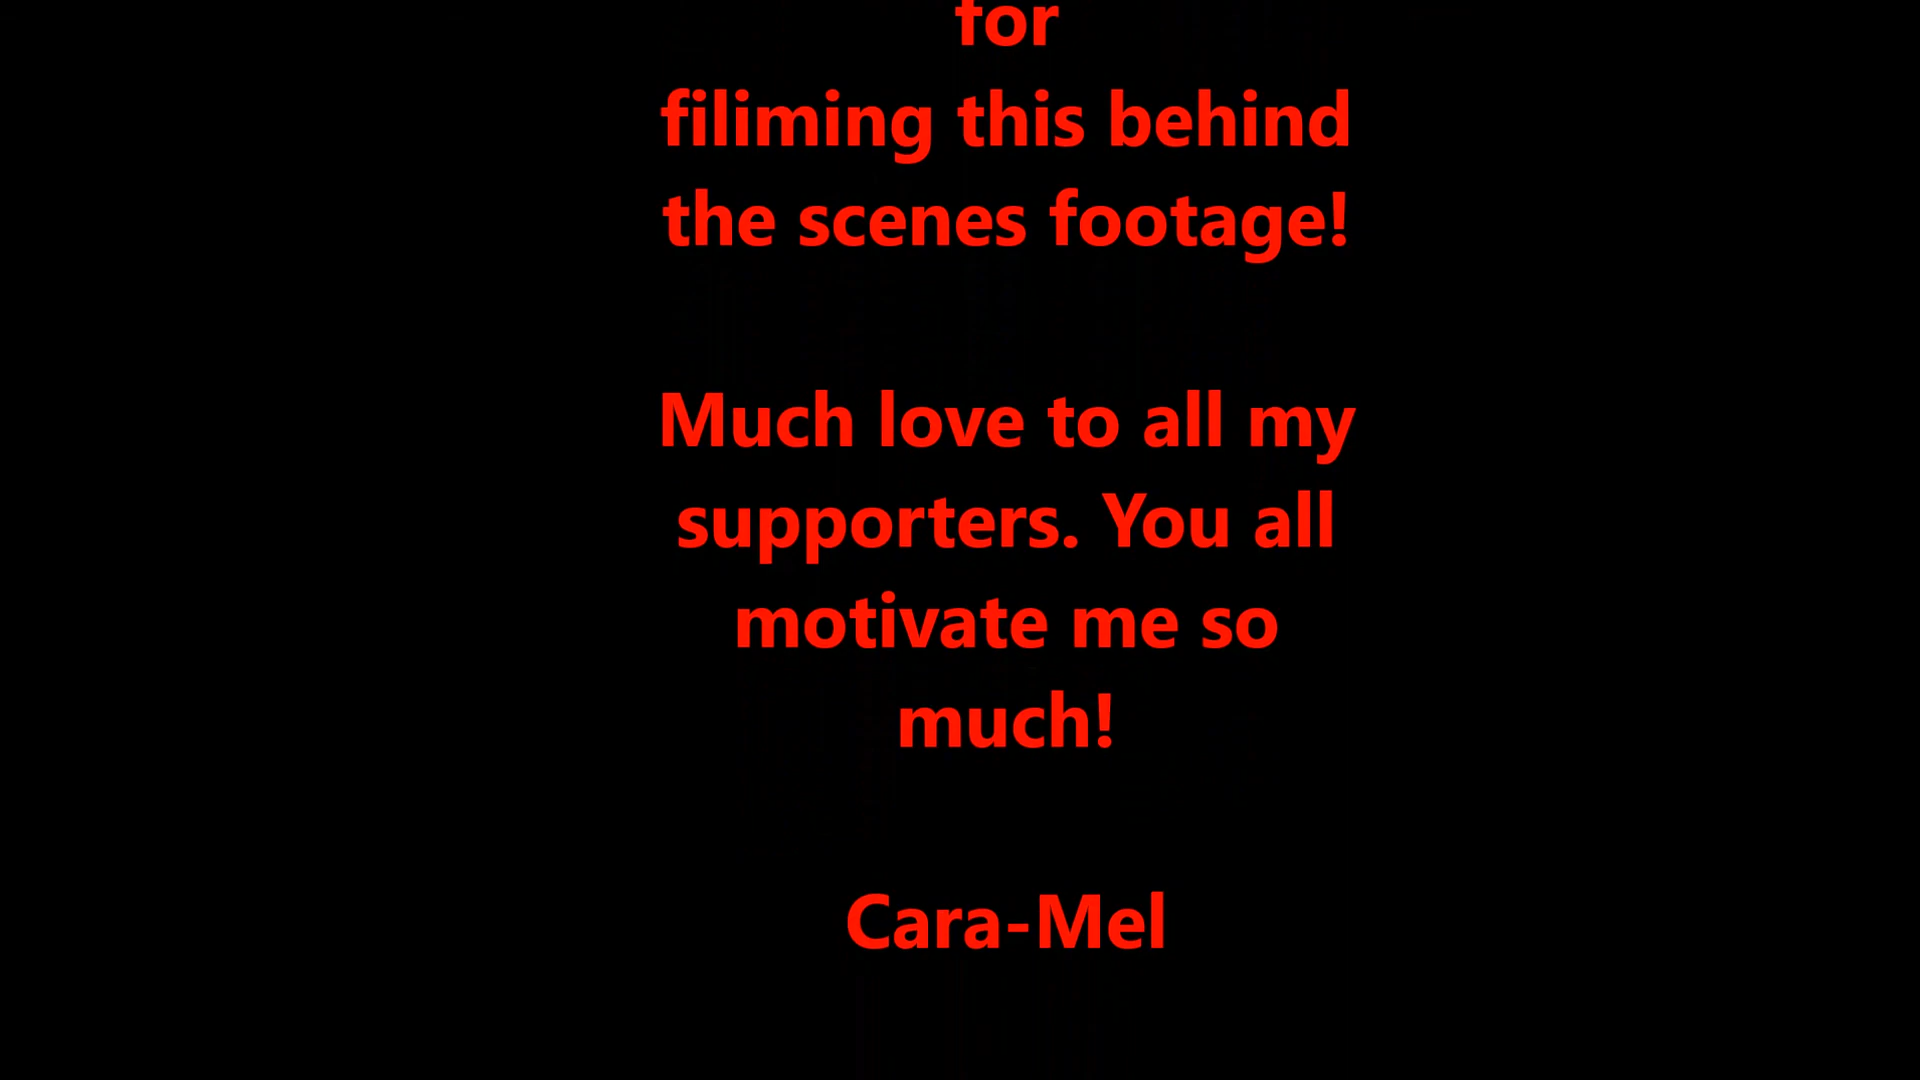 for
filiming this behind
the scenes footage!
Much love to all my
supporters. You all
motivate me so
much!
Cara-Mel